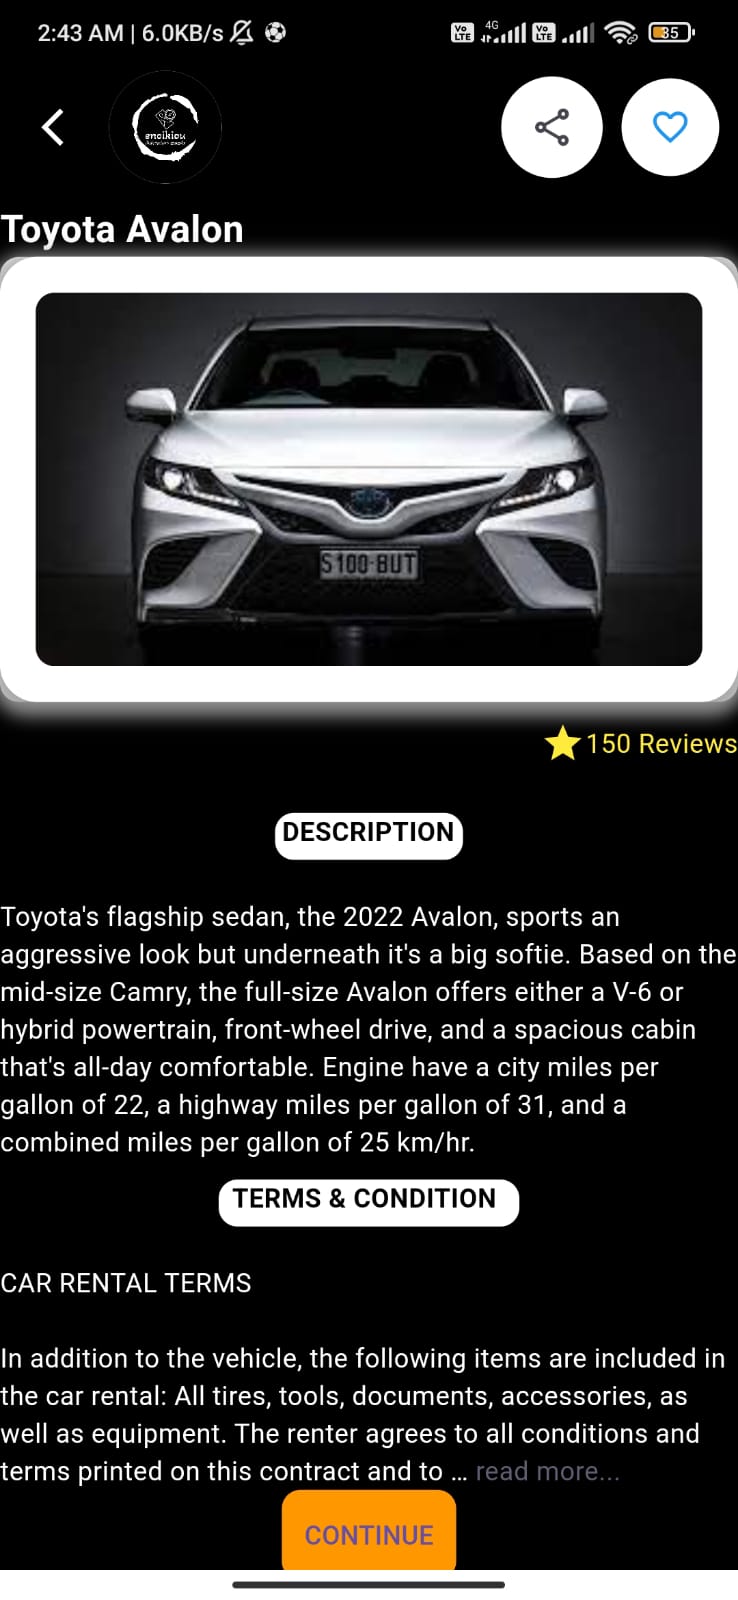 2:43 AM | 6.0KB/s
Vo LTE 4G Vo LTE 35
Toyota Avalon
S100·BUT
150 Reviews
DESCRIPTION
Toyota's flagship sedan, the 2022 Avalon, sports an
aggressive look but underneath it's a big softie. Based on the
mid-size Camry, the full-size Avalon offers either a V-6 or
hybrid powertrain, front-wheel drive, and a spacious cabin
that's all-day comfortable. Engine have a city miles per
gallon of 22, a highway miles per gallon of 31, and a
combined miles per gallon of 25 km/hr.
TERMS & CONDITION
CAR RENTAL TERMS
In addition to the vehicle, the following items are included in
the car rental: All tires, tools, documents, accessories, as
well as equipment. The renter agrees to all conditions and
terms printed on this contract and to ... read more...
CONTINUE